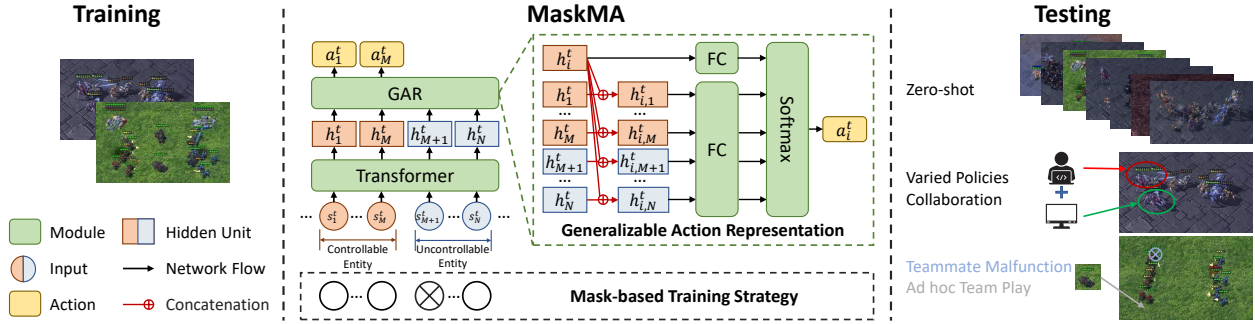 Training
Module
Hidden Unit
Input
Network Flow
Action
Concatenation
MaskMA
a_1^t a_M^t
GAR
h_1^t h_M^t h_{M+1}^t h_N^t
Transformer
... s_1^t ... s_M^t s_{M+1}^t ... s_N^t ...
Controllable
Entity
Uncontrollable
Entity
h_i^t
FC
h_1^t
h_{i,1}^t
...
...
h_M^t
h_{i,M}^t
h_{M+1}^t
h_{i,M+1}^t
...
...
h_N^t
h_{i,N}^t
FC
Softmax
a_i^t
Generalizable Action Representation
... ...
Mask-based Training Strategy
Testing
Zero-shot
Varied Policies
Collaboration
Teammate Malfunction
Ad hoc Team Play